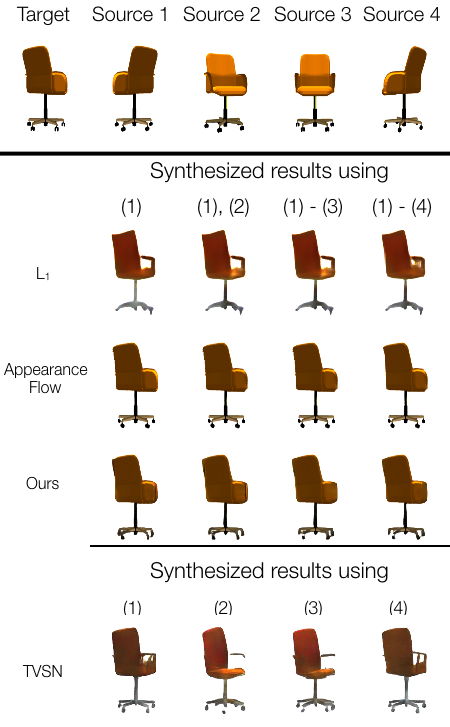 Target Source 1 Source 2 Source 3 Source 4
Synthesized results using
(1) (1), (2) (1) - (3) (1) - (4)
L₁
Appearance
Flow
Ours
Synthesized results using
(1) (2) (3) (4)
TVSN